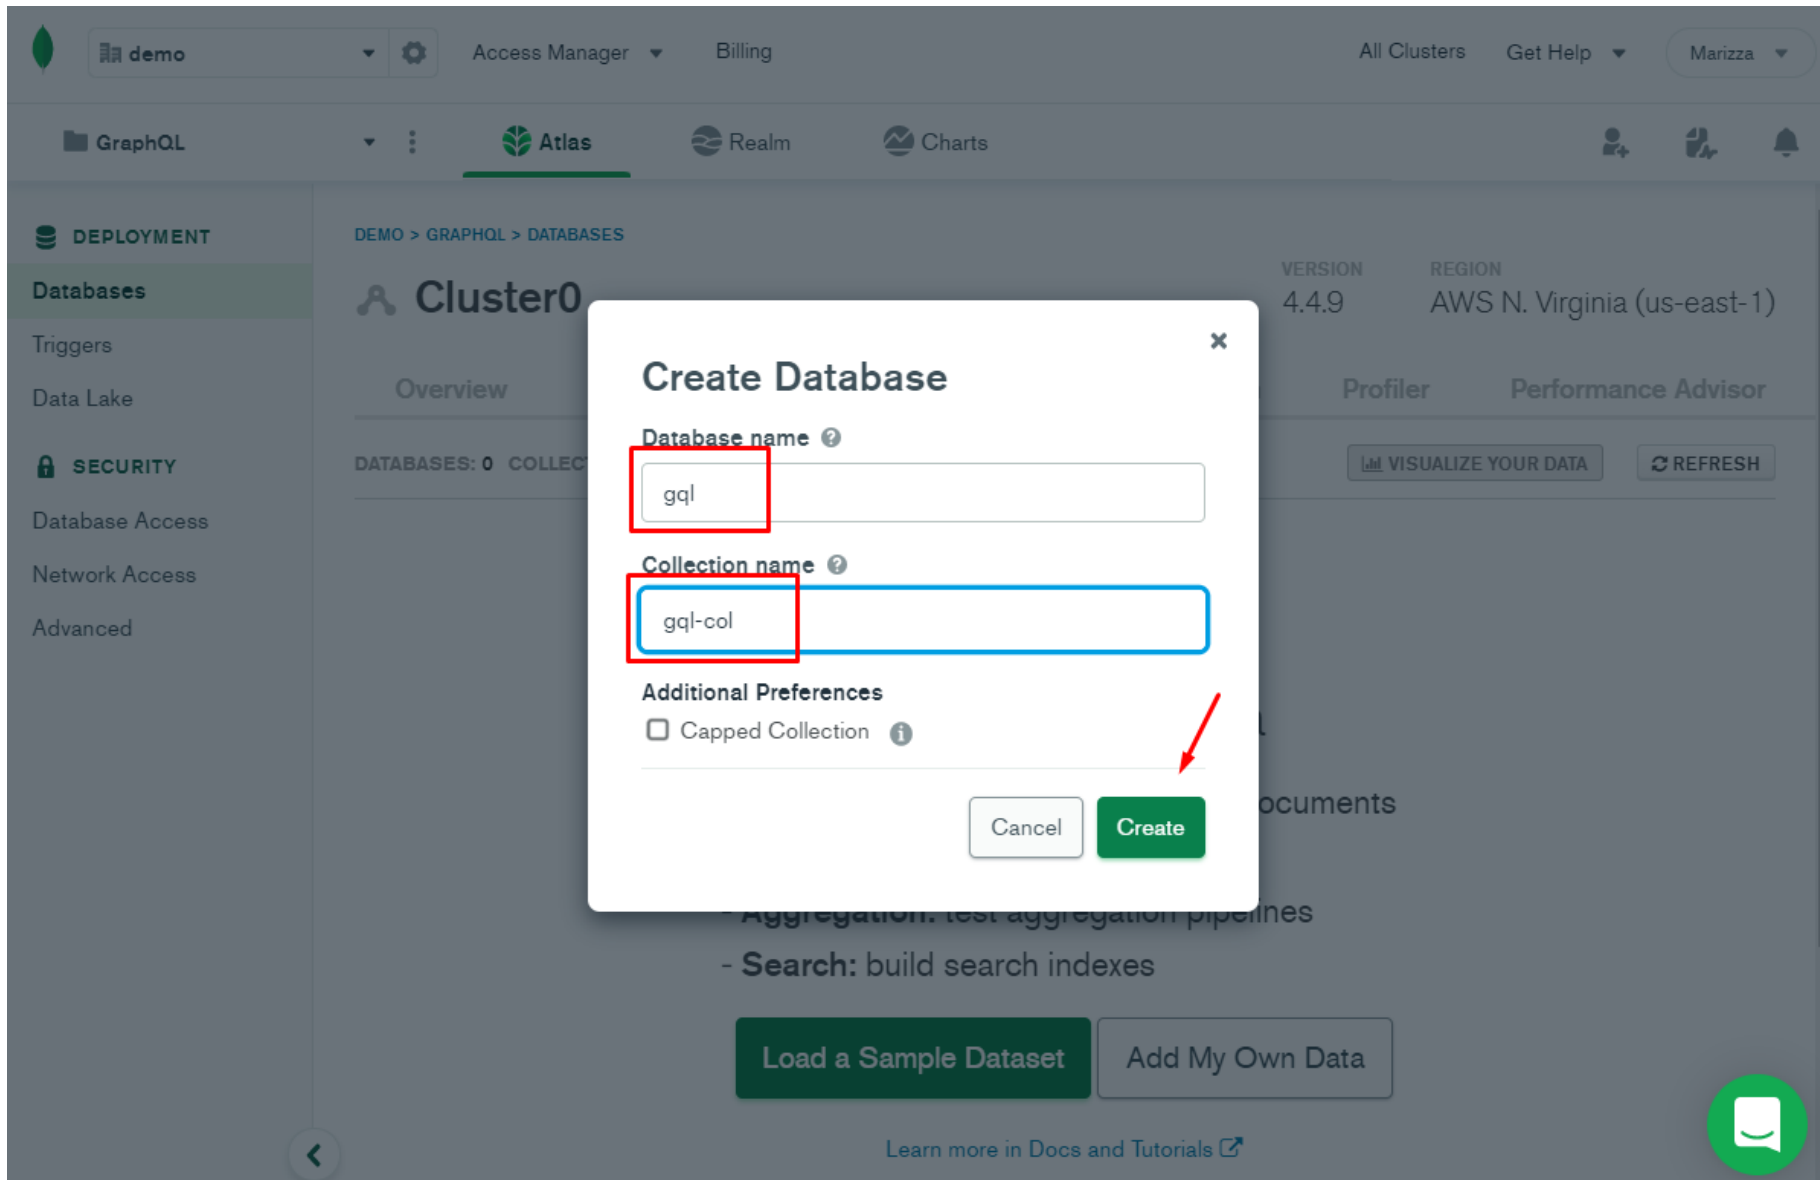 demo
Access Manager
Billing
All Clusters
Get Help
Marizza
GraphQL
Atlas
Realm
Charts
DEPLOYMENT
Databases
Triggers
Data Lake
SECURITY
Database Access
Network Access
Advanced
DEMO > GRAPHQL > DATABASES
Cluster0
VERSION
4.4.9
REGION
AWS N. Virginia (us-east-1)
Overview
Profiler
Performance Advisor
DATABASES: 0
VISUALIZE YOUR DATA
REFRESH
Create Database
Database name
gql
Collection name
gql-col
Additional Preferences
Capped Collection
Cancel
Create
- Aggregation: test aggregation pipelines
- Search: build search indexes
Load a Sample Dataset
Add My Own Data
Learn more in Docs and Tutorials